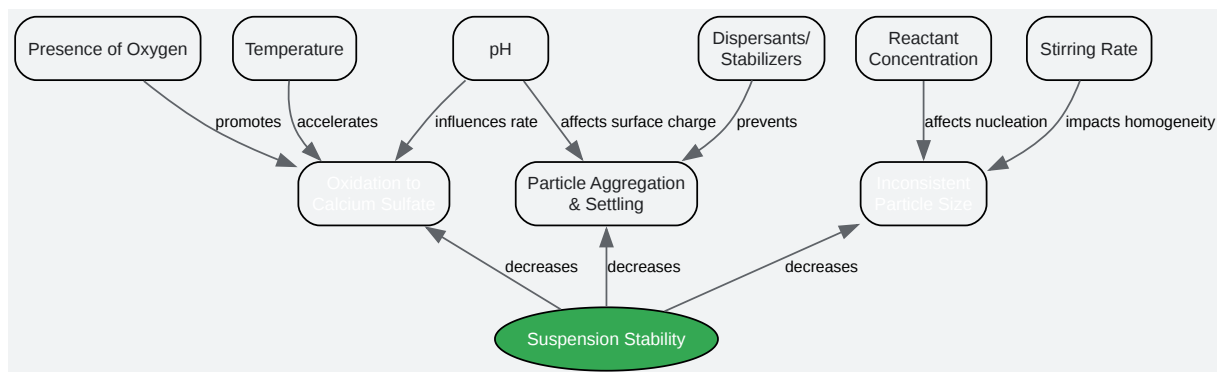 Presence of Oxygen
Temperature
pH
Dispersants/
Stabilizers
Reactant
Concentration
Stirring Rate
promotes
accelerates
influences rate
affects surface charge
prevents
affects nucleation
impacts homogeneity
Oxidation to
Calcium Sulfate
Particle Aggregation
& Settling
Inconsistent
Particle Size
decreases
decreases
decreases
Suspension Stability